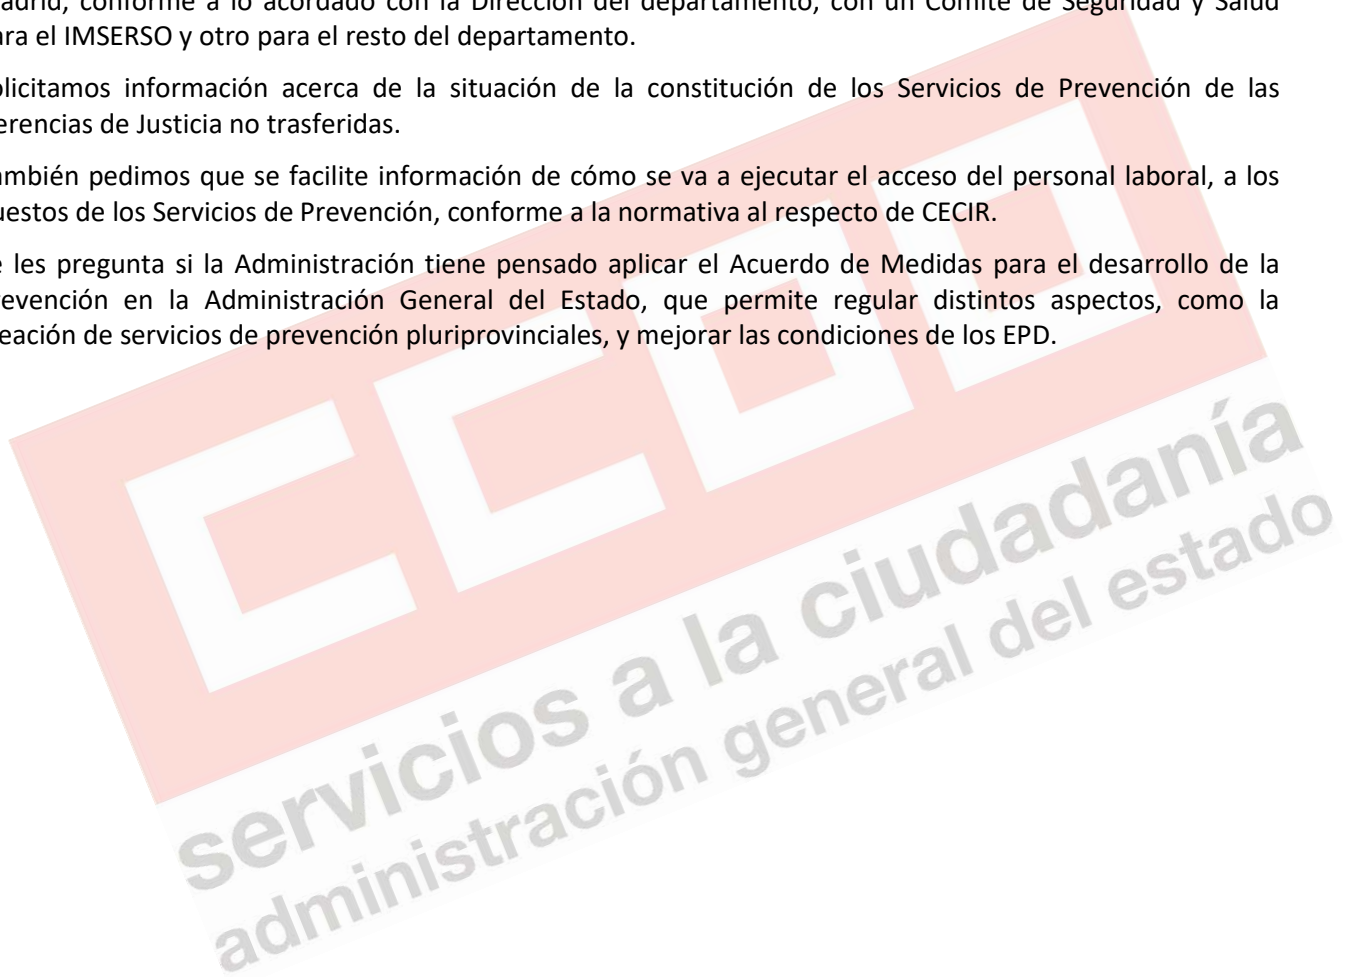 adrid, conforme a lo acordado con la Dirección del departamento, con un Comité de Seguridad y Salud
ara el IMSERSO y otro para el resto del departamento.
olicitamos información acerca de la situación de la constitución de los Servicios de Prevención de las
erencias de Justicia no trasferidas.
ambién pedimos que se facilite información de cómo se va a ejecutar el acceso del personal laboral, a los
uestos de los Servicios de Prevención, conforme a la normativa al respecto de CECIR.
e les pregunta si la Administración tiene pensado aplicar el Acuerdo de Medidas para el desarrollo de la
revención en la Administración General del Estado, que permite regular distintos aspectos, como la
eación de servicios de prevención pluriprovinciales, y mejorar las condiciones de los EPD.
CCOO
servicios a la ciudadanía
administración general del estado